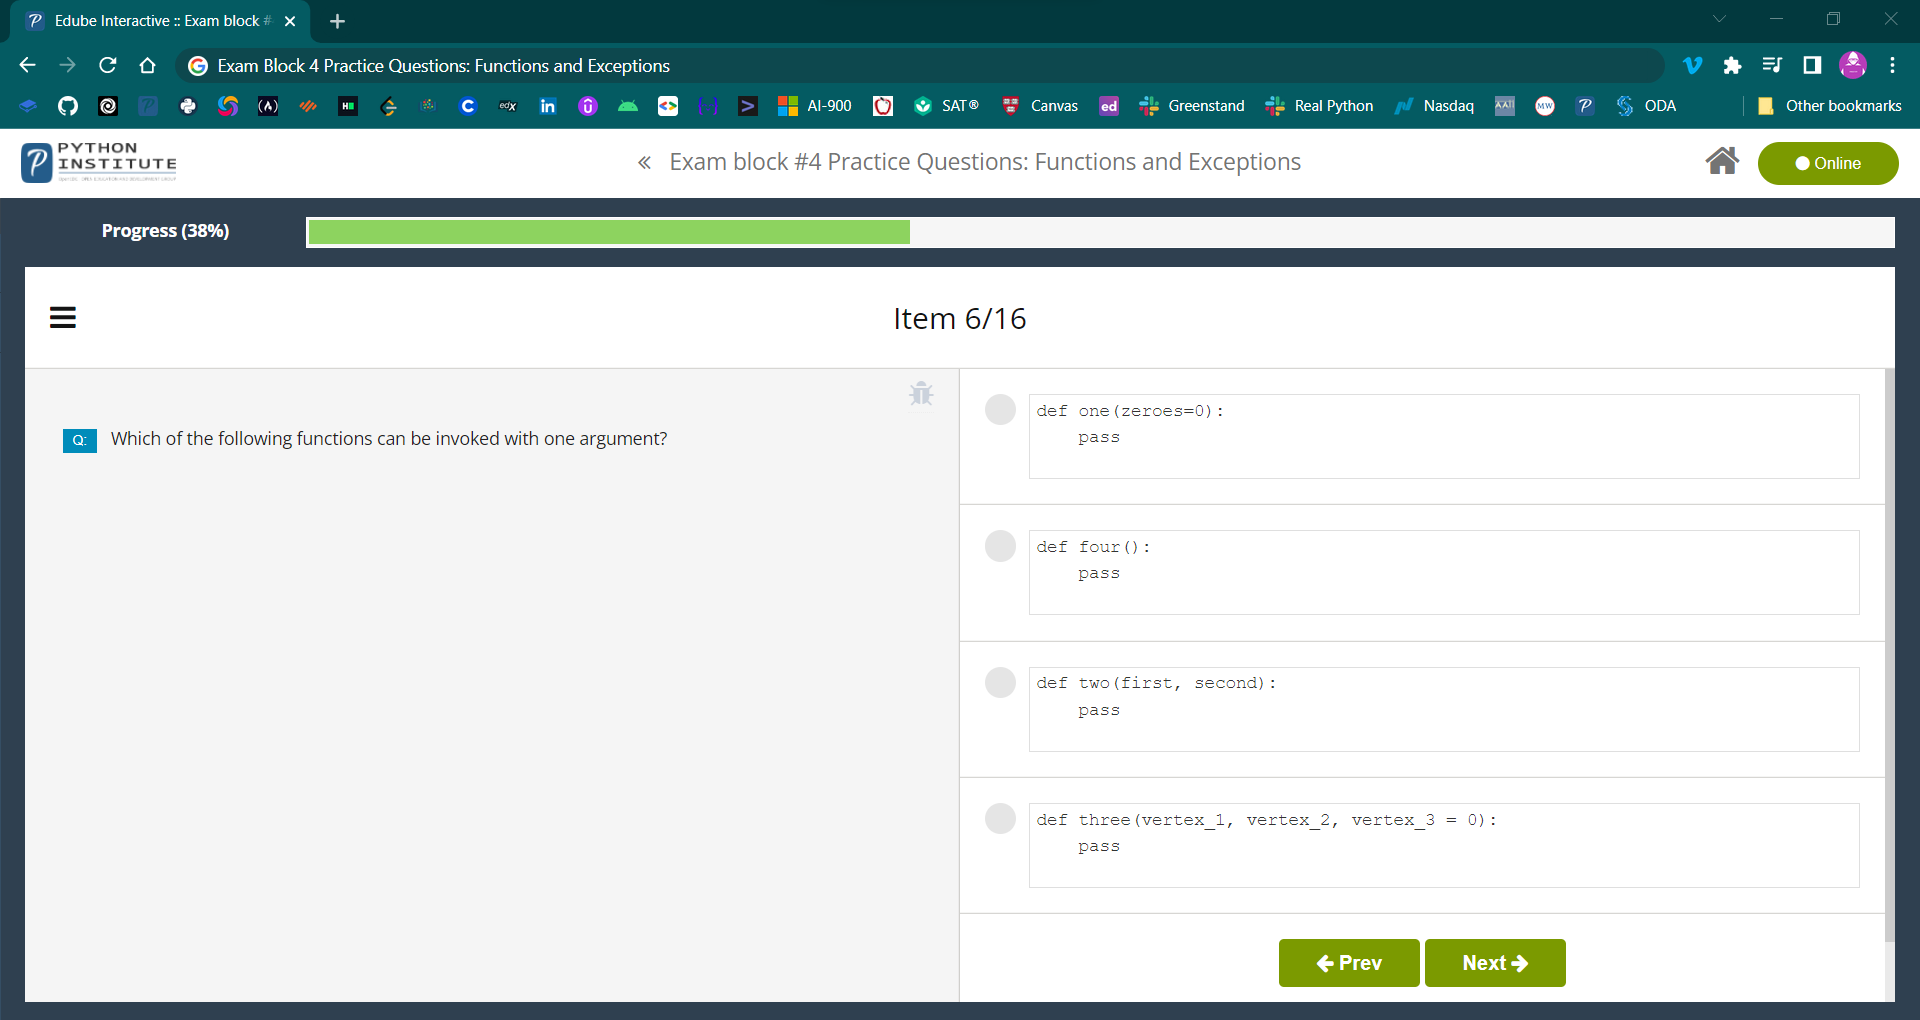 Edube Interactive :: Exam block #
Exam Block 4 Practice Questions: Functions and Exceptions
AI-900
SAT®
Canvas
ed
Greenstand
Real Python
Nasdaq
MW
ODA
Other bookmarks
PYTHON
INSTITUTE
« Exam block #4 Practice Questions: Functions and Exceptions
Online
Progress (38%)
Item 6/16
Q: Which of the following functions can be invoked with one argument?
def one(zeroes=0):
    pass
def four():
    pass
def two(first, second):
    pass
def three(vertex_1, vertex_2, vertex_3 = 0):
    pass
Prev
Next